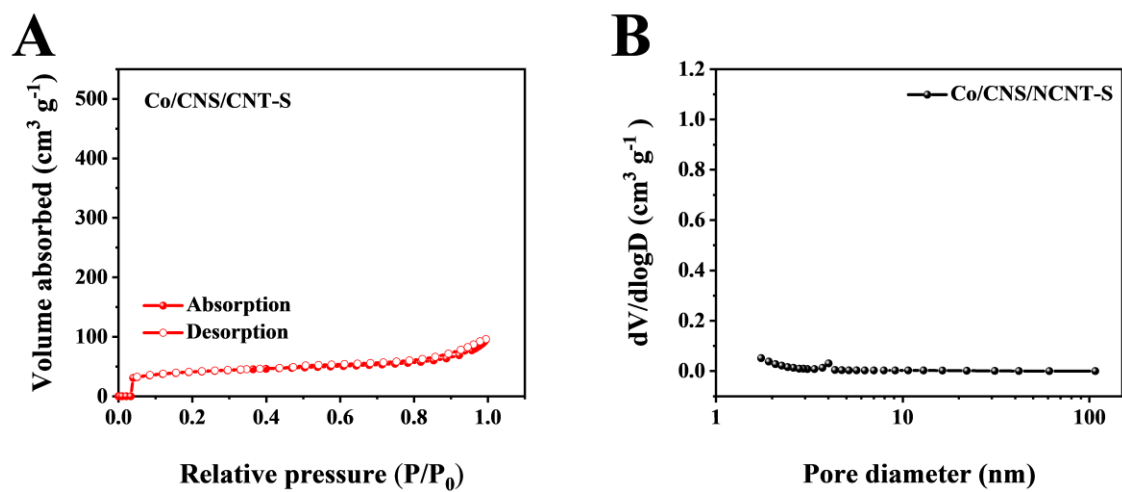 A
Volume absorbed (cm³ g⁻¹)
500
400
300
200
100
0
Co/CNS/CNT-S
Absorption
Desorption
0.0 0.2 0.4 0.6 0.8 1.0
Relative pressure (P/P₀)
B
dV/dlogD (cm³ g⁻¹ )
1.2
1.0
0.8
0.6
0.4
0.2
0.0
Co/CNS/NCNT-S
1 10 100
Pore diameter (nm)